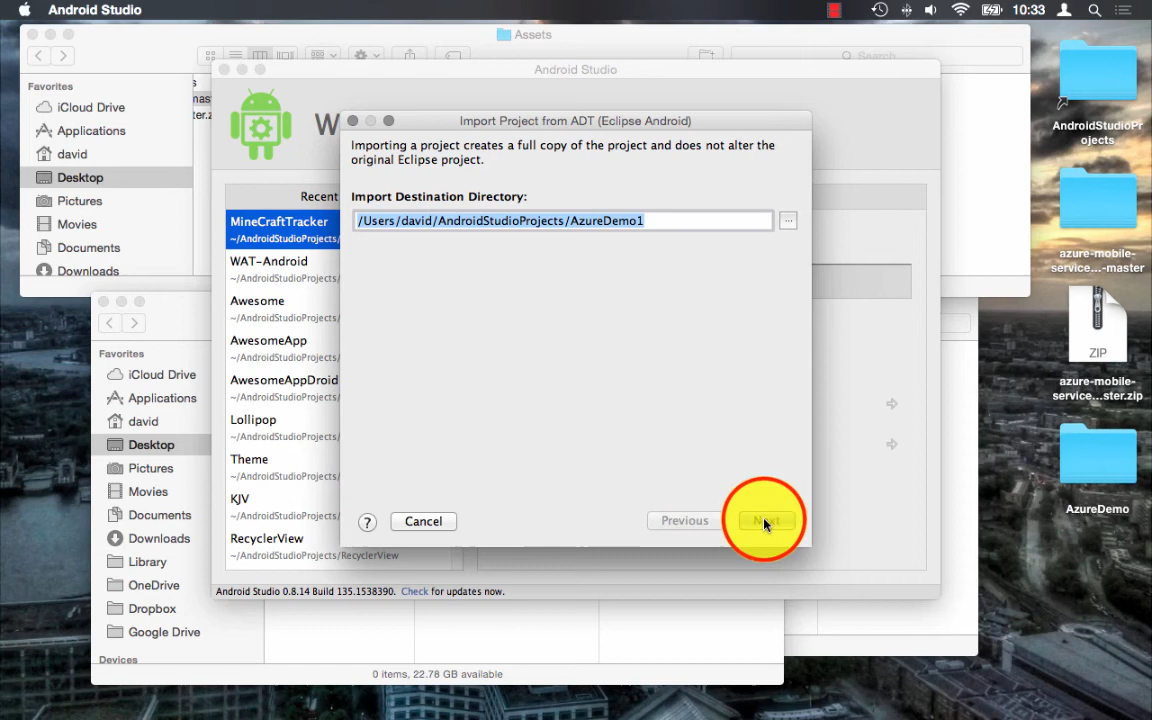 Android Studio
10:33
Assets
Search
Favorites
iCloud Drive
Applications
david
Desktop
Pictures
Movies
Documents
Downloads
Android Studio
W
Recent
MineCraftTracker
~/AndroidStudioProjects/
WAT-Android
~/AndroidStudioProjects/
Awesome
~/AndroidStudioProjects/
AwesomeApp
~/AndroidStudioProjects/
AwesomeAppDroid
~/AndroidStudioProjects/
Lollipop
~/AndroidStudioProjects/
Theme
~/AndroidStudioProjects/
KJV
~/AndroidStudioProjects/
RecyclerView
~/AndroidStudioProjects/RecyclerView
Android Studio 0.8.14 Build 135.1538390. Check for updates now.
Import Project from ADT (Eclipse Android)
Importing a project creates a full copy of the project and does not alter the
original Eclipse project.
Import Destination Directory:
/Users/david/AndroidStudioProjects/AzureDemo1
...
?
Cancel
Previous
Next
Favorites
iCloud Drive
Applications
david
Desktop
Pictures
Movies
Documents
Downloads
Library
OneDrive
Dropbox
Google Drive
Devices
0 items, 22.78 GB available
AndroidStudioPr
ojects
azure-mobile-
service...-master
ZIP
azure-mobile-
service...ster.zip
AzureDemo